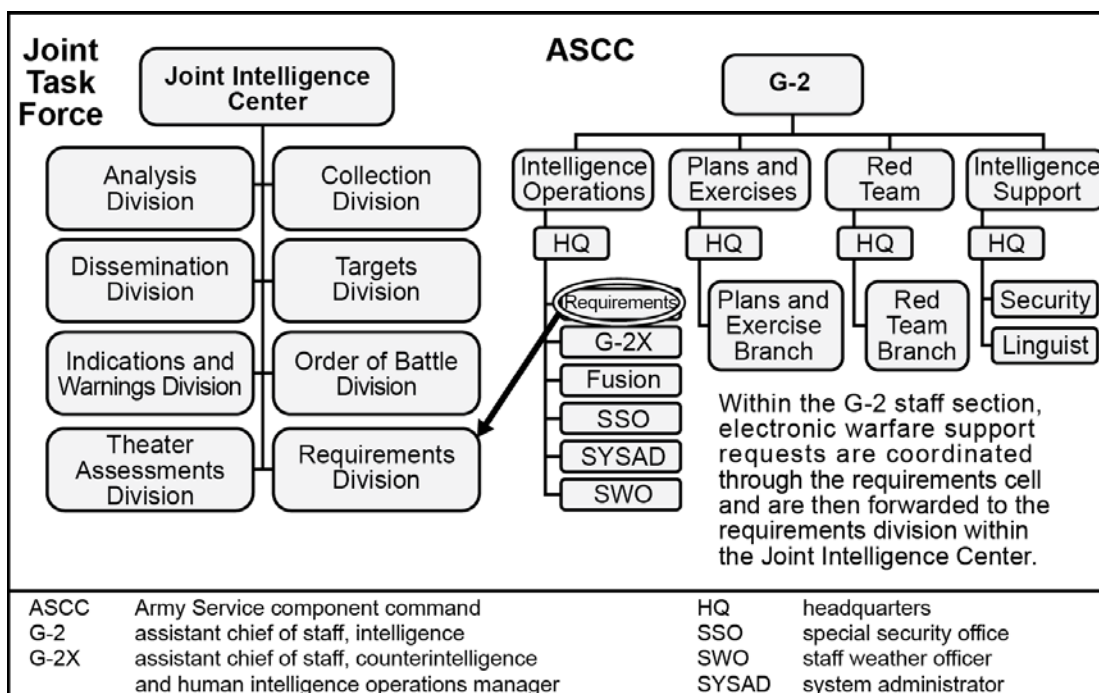 Joint
Task
Force
Joint Intelligence
Center
Analysis
Division
Collection
Division
Dissemination
Division
Targets
Division
Indications and
Warnings Division
Order of Battle
Division
Theater
Assessments
Division
Requirements
Division
ASCC
G-2
Intelligence
Operations
Plans and
Exercises
Red
Team
Intelligence
Support
HQ
HQ
HQ
HQ
Requirements
G-2X
Fusion
SSO
SYSAD
SWO
Plans and
Exercise
Branch
Red
Team
Branch
Security
Linguist
Within the G-2 staff section,
electronic warfare support
requests are coordinated
through the requirements cell
and are then forwarded to the
requirements division within
the Joint Intelligence Center.
ASCC Army Service component command
G-2 assistant chief of staff, intelligence
G-2X assistant chief of staff, counterintelligence
and human intelligence operations manager
HQ headquarters
SSO special security office
SWO staff weather officer
SYSAD system administrator